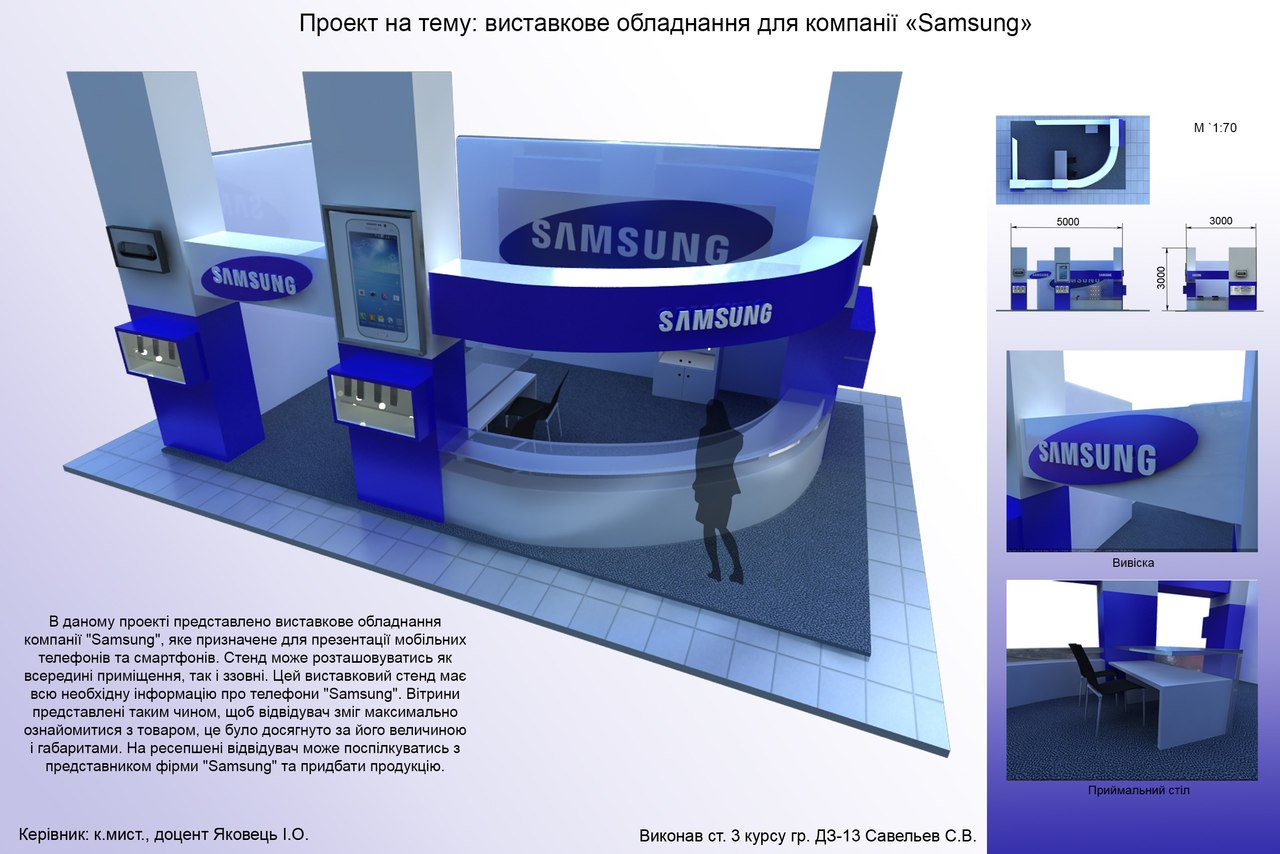 Проект на тему: виставкове обладнання для компанії «Samsung»
SAMSUNG
SAMSUNG
SAMSUNG
M `1:70
5000
3000
3000
SAMSUNG
Вивіска
Приймальний стіл
В даному проекті представлено виставкове обладнання
компанії "Samsung", яке призначене для презентації мобільних
телефонів та смартфонів. Стенд може розташовуватись як
всередині приміщення, так і ззовні. Цей виставковий стенд має
всю необхідну інформацію про телефони "Samsung". Вітрини
представлені таким чином, щоб відвідувач зміг максимально
ознайомитися з товаром, це було досягнуто за його величиною
і габаритами. На ресепшені відвідувач може поспілкуватись з
представником фірми "Samsung" та придбати продукцію.
Керівник: к.мист., доцент Яковець І.О.
Виконав ст. 3 курсу гр. ДЗ-13 Савельев С.В.